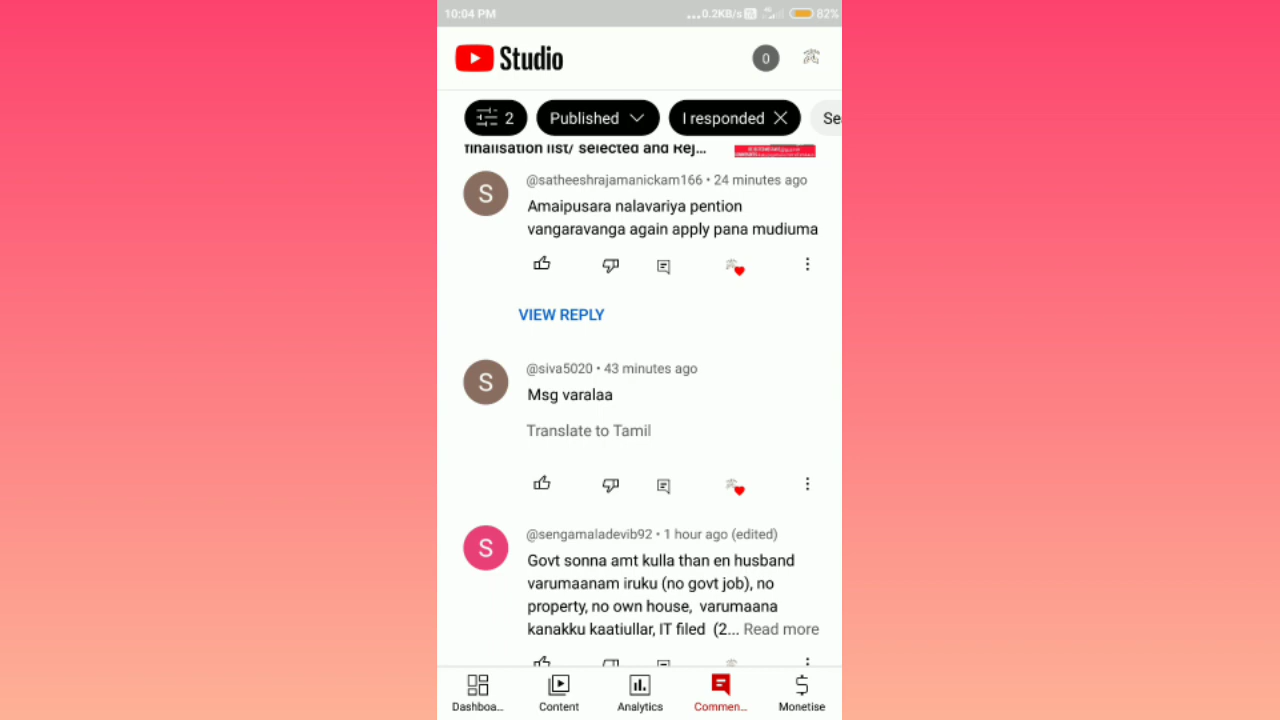 10:04 PM
...0.2KB/s
82%
Studio
0
2
Published
I responded
Se
finalisation list/ selected and Rej...
@satheeshrajamanickam166 • 24 minutes ago
Amaipusara nalavariya pention
vangaravanga again apply pana mudiuma
VIEW REPLY
@siva5020 • 43 minutes ago
Msg varalaa
Translate to Tamil
@sengamaladevib92 • 1 hour ago (edited)
Govt sonna amt kulla than en husband
varumaanam iruku (no govt job), no
property, no own house, varumaana
kanakku kaatiullar, IT filed (2... Read more
Dashboa...
Content
Analytics
Commen...
Monetise